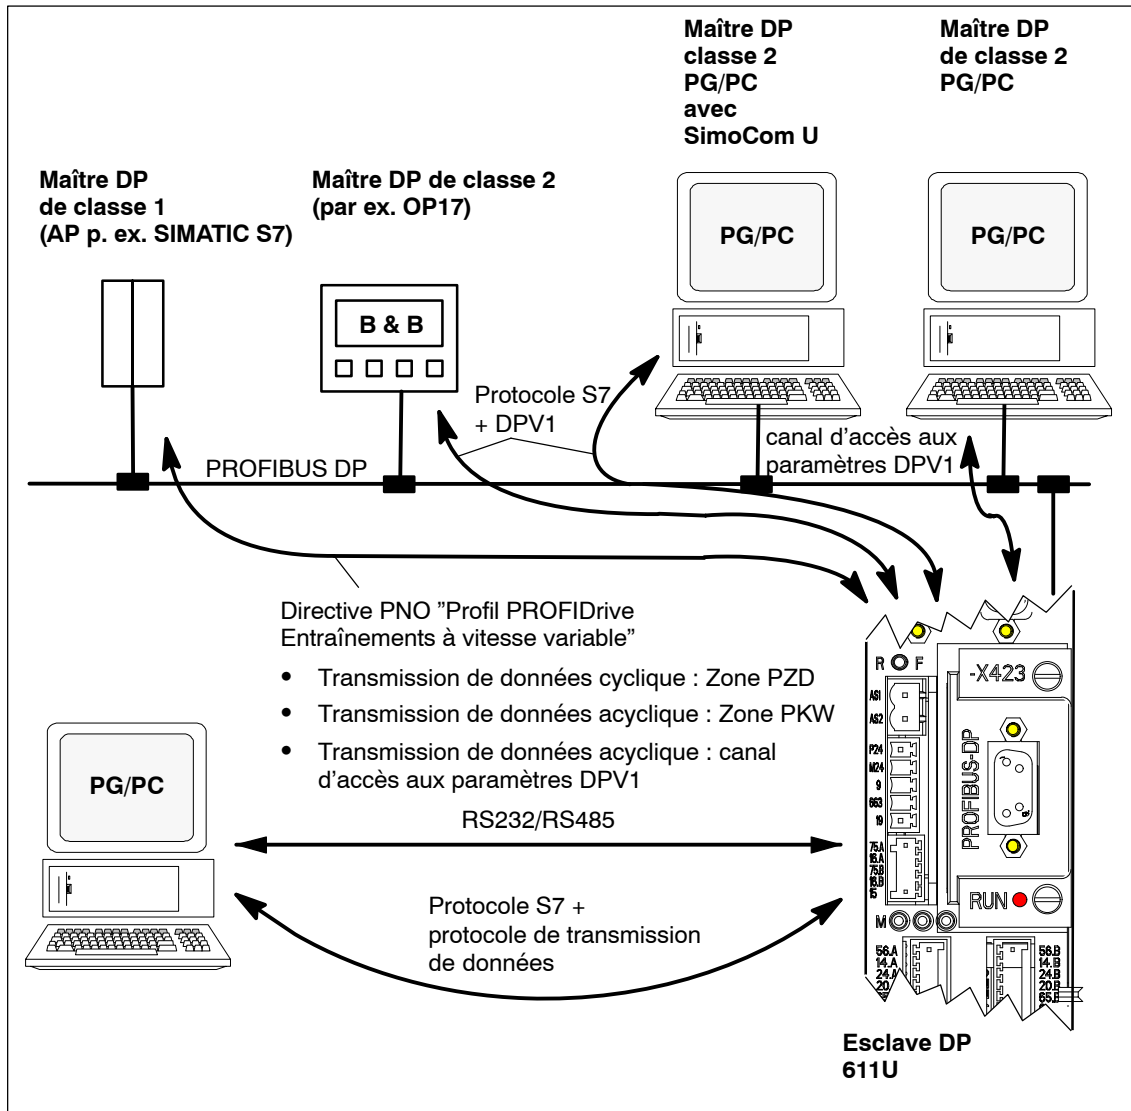 Maître DP
classe 2
PG/PC
avec
SimoCom U
Maître DP
de classe 2
PG/PC
Maître DP
de classe 1
(AP p. ex. SIMATIC S7)
Maître DP de classe 2
(par ex. OP17)
PG/PC
PG/PC
B & B
Protocole S7
+ DPV1
canal d’accès aux
paramètres DPV1
PROFIBUS DP
Directive PNO ”Profil PROFIDrive
Entraînements à vitesse variable”
• Transmission de données cyclique : Zone PZD
• Transmission de données acyclique : Zone PKW
• Transmission de données acyclique : canal
d’accès aux paramètres DPV1
PG/PC
RS232/RS485
Protocole S7 +
protocole de transmission
de données
R F
AS1
AS2
P24
M24
9
663
19
75.A
16.A
75.B
16.B
15
M
-X423
PROFIBUS-DP
RUN
56.A
14.A
24.A
20.
56.B
14.B
24.B
20.B
65.B
Esclave DP
611U